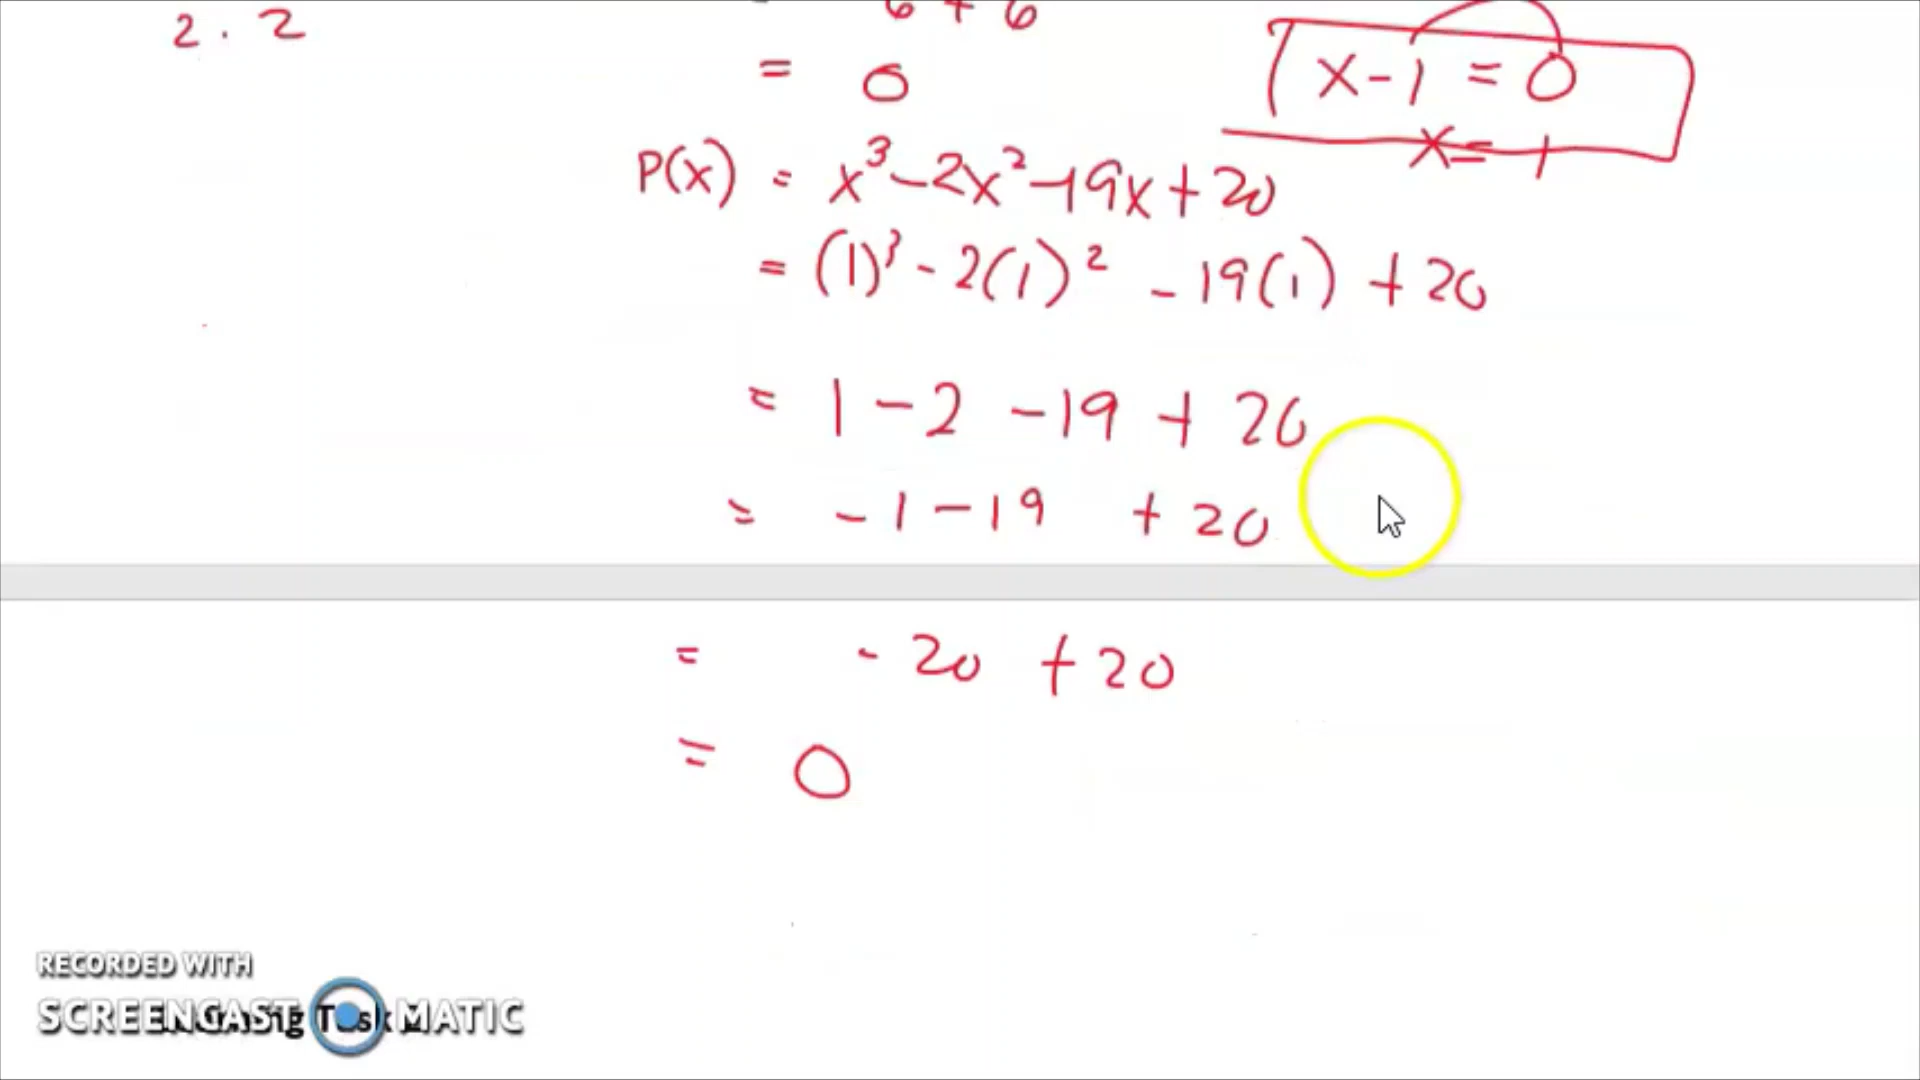 2 . 2
6 + 6
= 0
x - 1 = 0
x = 1
P(x) = x³ - 2x² - 19x + 20
= (1)³ - 2(1)² - 19(1) + 20
= 1 - 2 - 19 + 20
= - 1 - 19 + 20
= - 20 + 20
= 0
RECORDED WITH
SCREENCAST MATIC